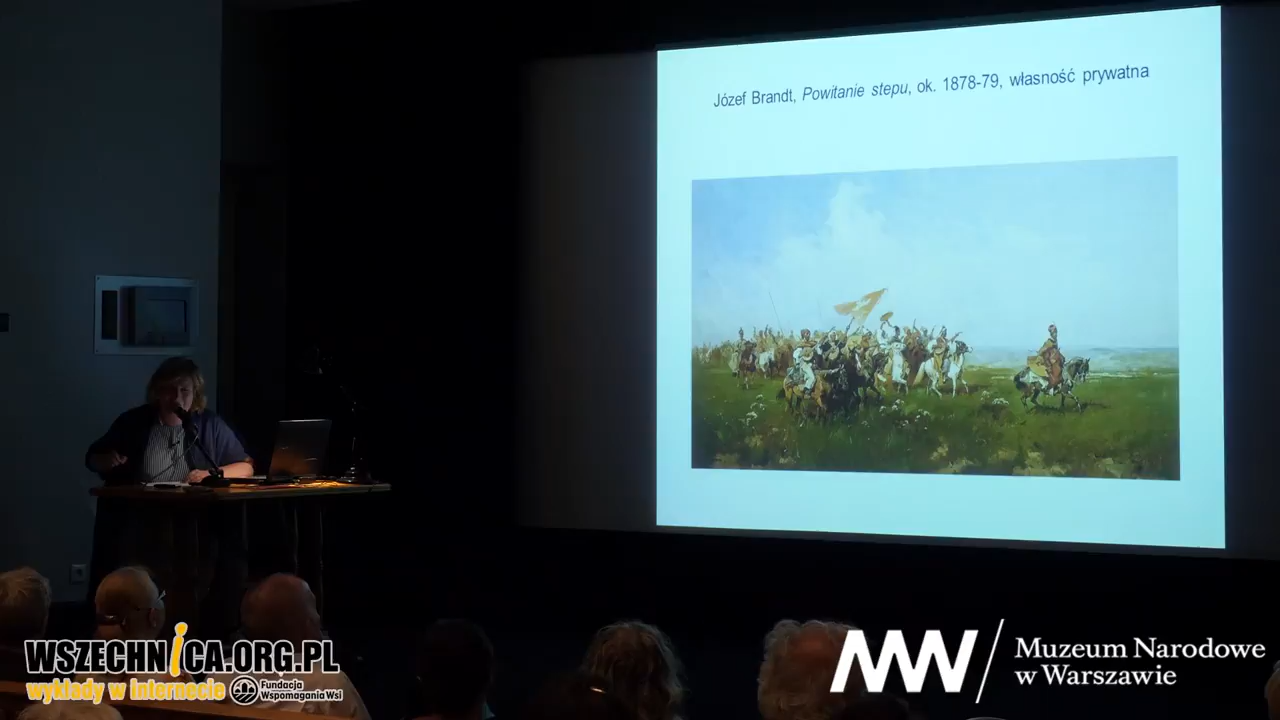 Józef Brandt, Powitanie stepu, ok. 1878-79, własność prywatna
WSZECHNICA.ORG.PL
wykłady w Internecie
Fundacja
Wspomagania Wsi
Muzeum Narodowe
w Warszawie